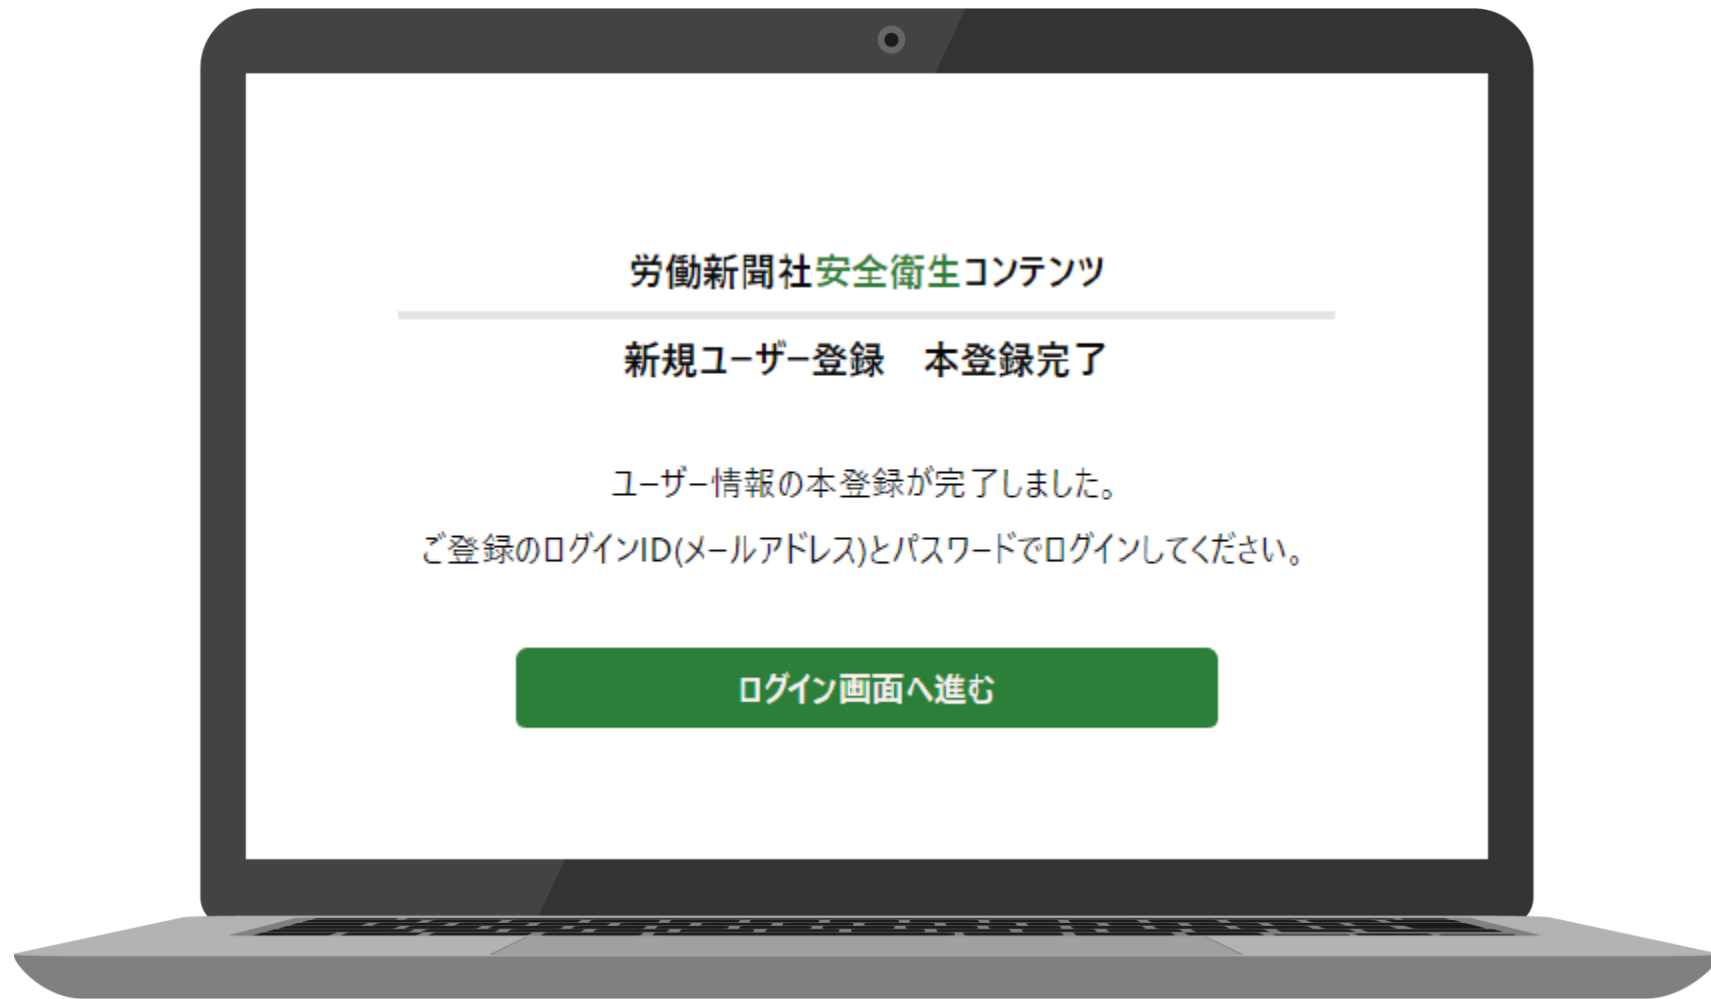 労働新聞社安全衛生コンテンツ
新規ユーザー登録　本登録完了
ユーザー情報の本登録が完了しました。
ご登録のログインID(メールアドレス)とパスワードでログインしてください。
ログイン画面へ進む